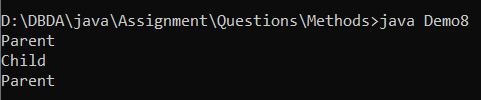 D:\DBDA\java\Assignment\Questions\Methods>java Demo8
Parent
Child
Parent